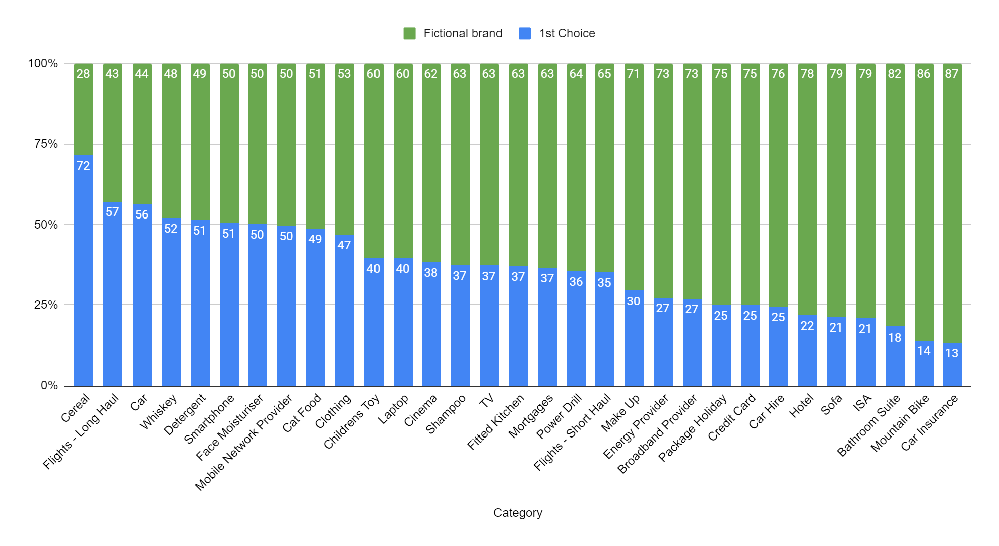 Fictional brand 1st Choice
100%
75%
50%
25%
0%
28 43 44 48 49 50 50 50 51 53 60 60 62 63 63 63 63 64 65 71 73 73 75 75 76 78 79 79 82 86 87
72 57 56 52 51 51 50 50 49 47 40 40 38 37 37 37 37 36 35 30 27 27 25 25 25 22 21 21 18 14 13
Cereal
Flights - Long Haul
Car
Whiskey
Detergent
Smartphone
Face Moisturiser
Mobile Network Provider
Cat Food
Clothing
Childrens Toy
Laptop
Cinema
Shampoo
TV
Fitted Kitchen
Mortgages
Power Drill
Flights - Short Haul
Make Up
Energy Provider
Broadband Provider
Package Holiday
Credit Card
Car Hire
Hotel
Sofa
ISA
Bathroom Suite
Mountain Bike
Car Insurance
Category